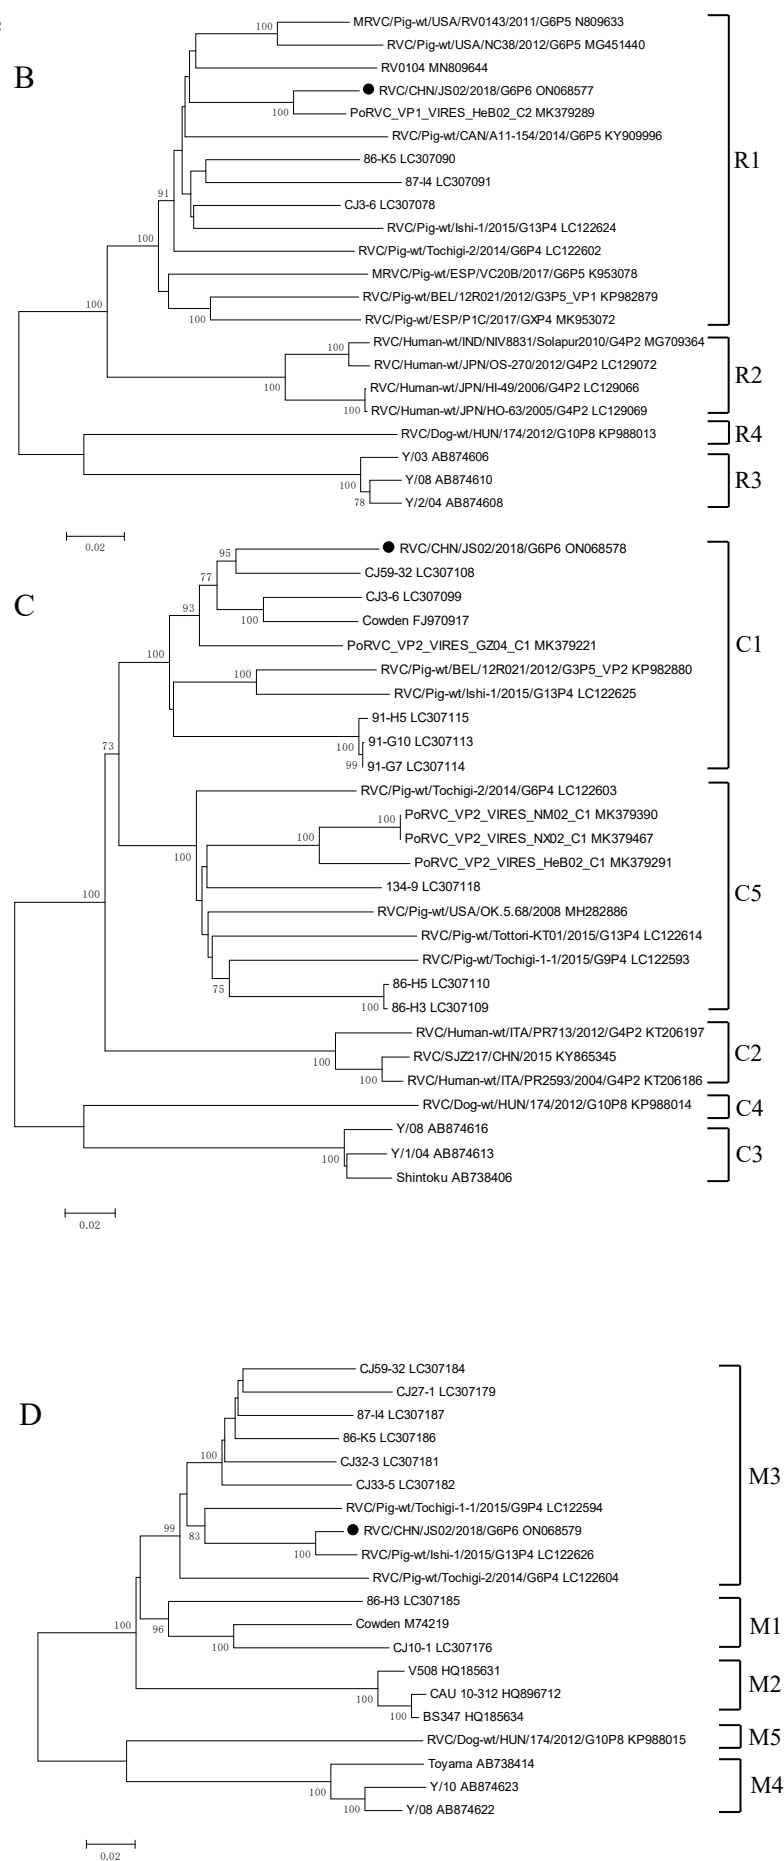 B
MRVC/Pig-wt/USA/RV0143/2011/G6P5 N809633
100
RVC/Pig-wt/USA/NC38/2012/G6P5 MG451440
RV0104 MN809644
RVC/CHN/JS02/2018/G6P6 ON068577
100
PoRVC_VP1_VIRES_HeB02_C2 MK379289
RVC/Pig-wt/CAN/A11-154/2014/G6P5 KY909996
R1
86-K5 LC307090
87-I4 LC307091
91
CJ3-6 LC307078
RVC/Pig-wt/Ishi-1/2015/G13P4 LC122624
100
RVC/Pig-wt/Tochigi-2/2014/G6P4 LC122602
MRVC/Pig-wt/ESP/VC20B/2017/G6P5 K953078
RVC/Pig-wt/BEL/12R021/2012/G3P5_VP1 KP982879
100
100
RVC/Pig-wt/ESP/P1C/2017/GXP4 MK953072
RVC/Human-wt/IND/NIV8831/Solapur2010/G4P2 MG709364
100
RVC/Human-wt/JPN/OS-270/2012/G4P2 LC129072
R2
100
RVC/Human-wt/JPN/HI-49/2006/G4P2 LC129066
100
RVC/Human-wt/JPN/HO-63/2005/G4P2 LC129069
RVC/Dog-wt/HUN/174/2012/G10P8 KP988013
R4
Y/03 AB874606
100
Y/08 AB874610
R3
78
Y/2/04 AB874608
0.02
C
95
RVC/CHN/JS02/2018/G6P6 ON068578
77
CJ59-32 LC307108
93
CJ3-6 LC307099
100
Cowden FJ970917
PoRVC_VP2_VIRES_GZ04_C1 MK379221
C1
100
RVC/Pig-wt/BEL/12R021/2012/G3P5_VP2 KP982880
100
RVC/Pig-wt/Ishi-1/2015/G13P4 LC122625
91-H5 LC307115
100
91-G10 LC307113
99
91-G7 LC307114
73
RVC/Pig-wt/Tochigi-2/2014/G6P4 LC122603
PoRVC_VP2_VIRES_NM02_C1 MK379390
100
PoRVC_VP2_VIRES_NX02_C1 MK379467
100
100
PoRVC_VP2_VIRES_HeB02_C1 MK379291
134-9 LC307118
C5
100
RVC/Pig-wt/USA/OK.5.68/2008 MH282886
RVC/Pig-wt/Tottori-KT01/2015/G13P4 LC122614
RVC/Pig-wt/Tochigi-1-1/2015/G9P4 LC122593
75
86-H5 LC307110
100
86-H3 LC307109
RVC/Human-wt/ITA/PR713/2012/G4P2 KT206197
100
RVC/SJZ217/CHN/2015 KY865345
C2
100
RVC/Human-wt/ITA/PR2593/2004/G4P2 KT206186
RVC/Dog-wt/HUN/174/2012/G10P8 KP988014
C4
Y/08 AB874616
100
Y/1/04 AB874613
C3
Shintoku AB738406
0.02
D
CJ59-32 LC307184
CJ27-1 LC307179
87-I4 LC307187
86-K5 LC307186
100
CJ32-3 LC307181
M3
CJ33-5 LC307182
RVC/Pig-wt/Tochigi-1-1/2015/G9P4 LC122594
99
83
RVC/CHN/JS02/2018/G6P6 ON068579
100
RVC/Pig-wt/Ishi-1/2015/G13P4 LC122626
RVC/Pig-wt/Tochigi-2/2014/G6P4 LC122604
86-H3 LC307185
100
96
Cowden M74219
M1
100
CJ10-1 LC307176
V508 HQ185631
100
CAU 10-312 HQ896712
M2
100
BS347 HQ185634
RVC/Dog-wt/HUN/174/2012/G10P8 KP988015
M5
Toyama AB738414
100
Y/10 AB874623
M4
100
Y/08 AB874622
0.02